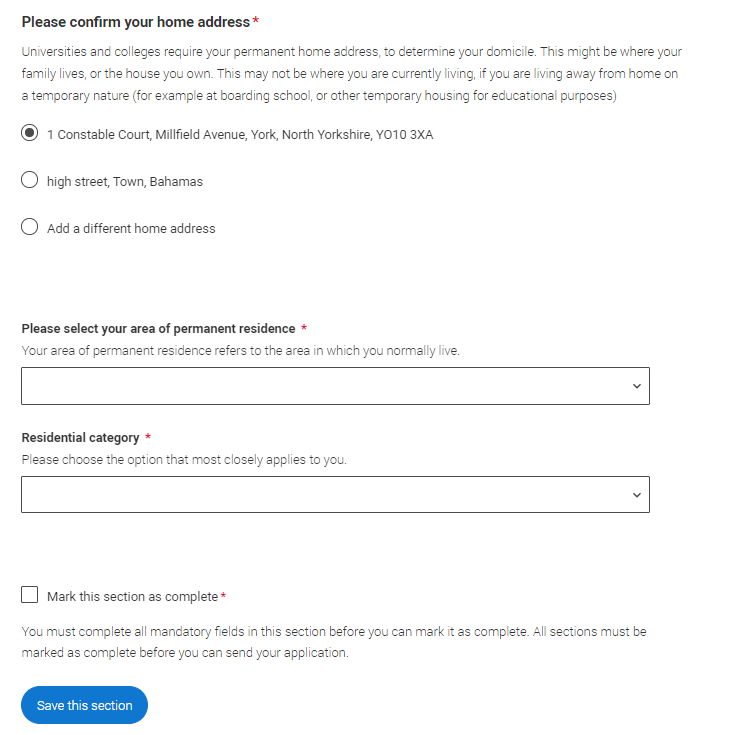 Please confirm your home address*
Universities and colleges require your permanent home address, to determine your domicile. This might be where your
family lives, or the house you own. This may not be where you are currently living, if you are living away from home on
a temporary nature (for example at boarding school, or other temporary housing for educational purposes)
1 Constable Court, Millfield Avenue, York, North Yorkshire, YO10 3XA
high street, Town, Bahamas
Add a different home address
Please select your area of permanent residence *
Your area of permanent residence refers to the area in which you normally live.
Residential category *
Please choose the option that most closely applies to you.
Mark this section as complete*
You must complete all mandatory fields in this section before you can mark it as complete. All sections must be
marked as complete before you can send your application.
Save this section